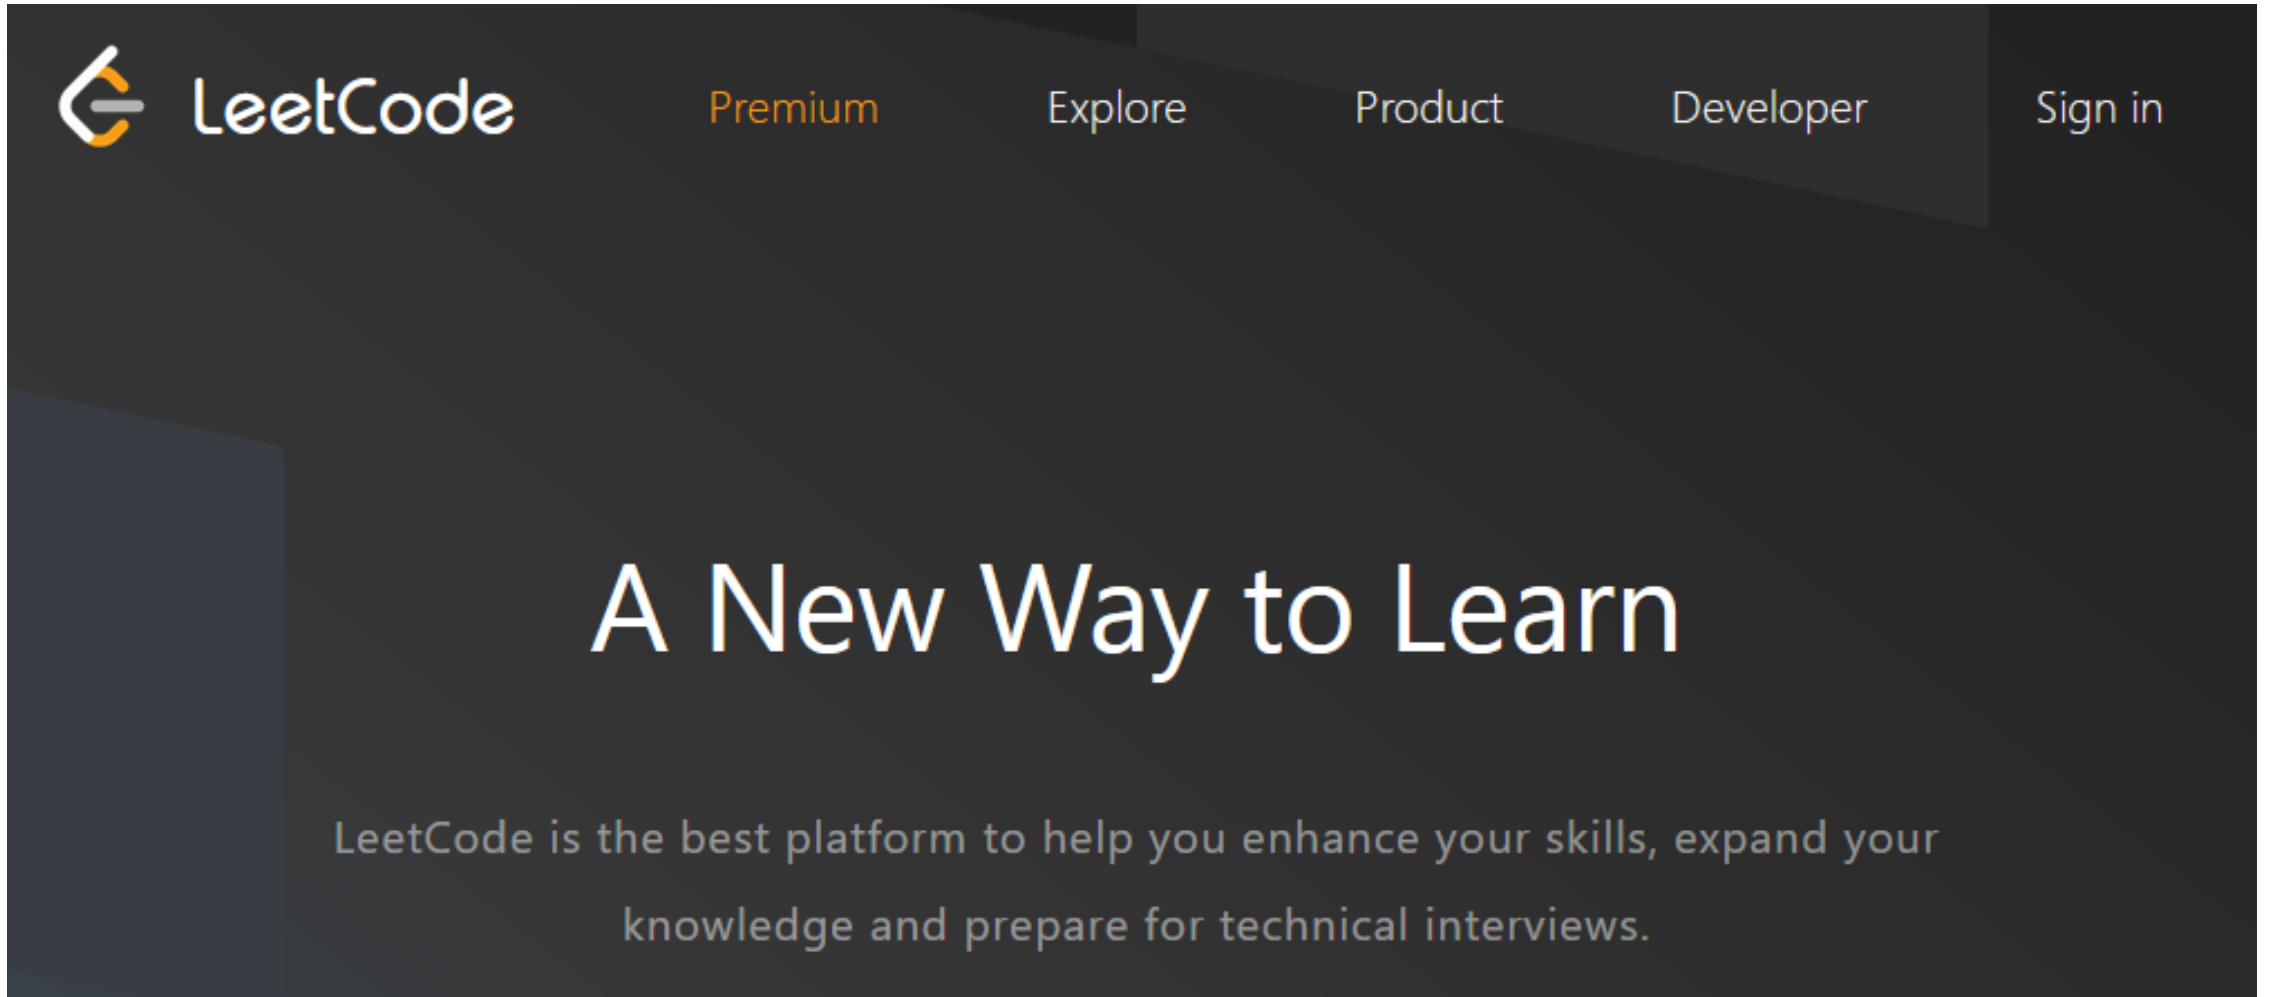 LeetCode Premium Explore Product Developer Sign in
A New Way to Learn
LeetCode is the best platform to help you enhance your skills, expand your
knowledge and prepare for technical interviews.